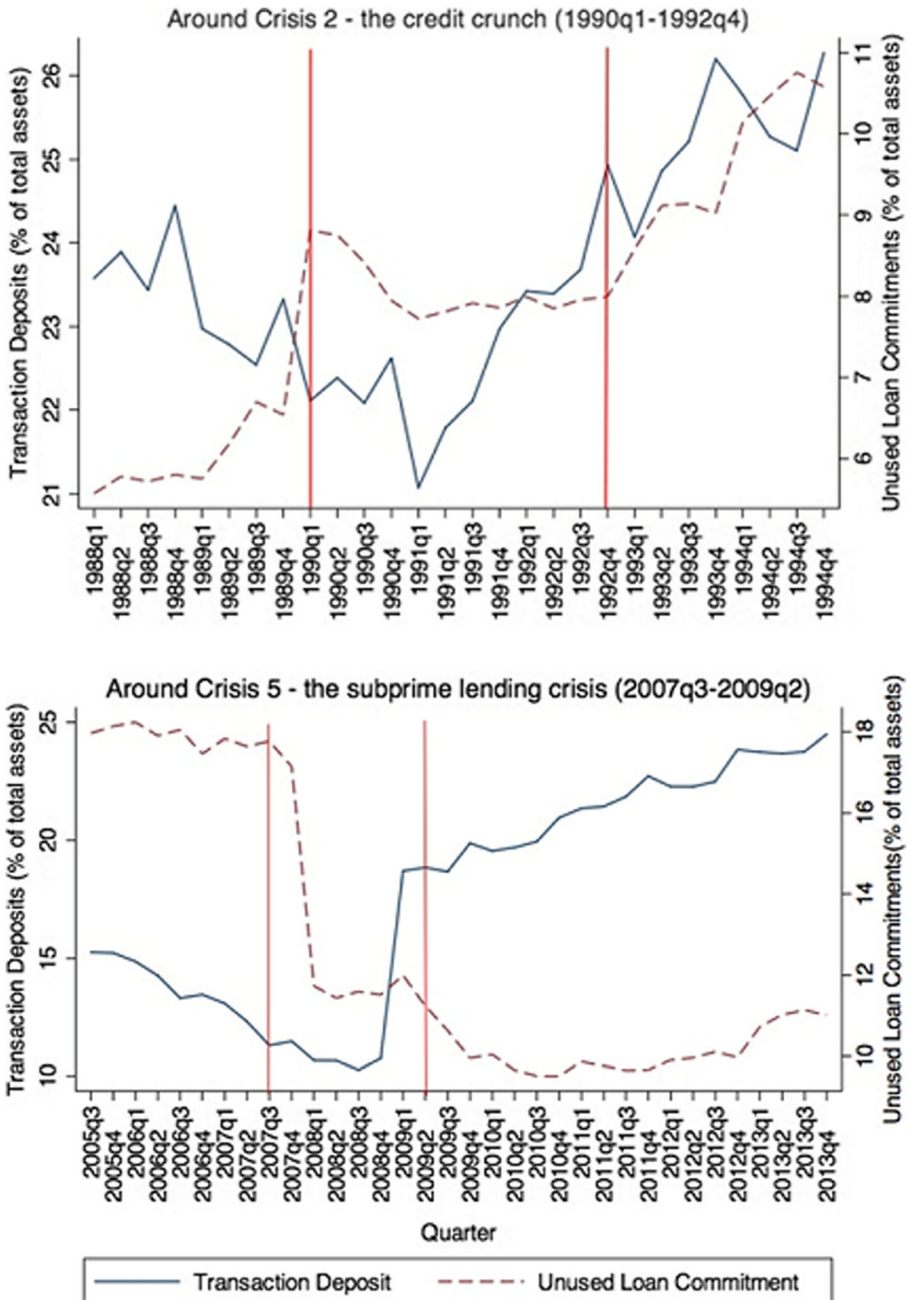 Around Crisis 2 - the credit crunch (1990q1-1992q4)
Transaction Deposits (% of total assets)
26
25
24
23
22
21
Unused Loan Commitments (% of total assets)
11
10
9
8
7
6
1988q1
1988q2
1988q3
1988q4
1989q1
1989q2
1989q3
1989q4
1990q1
1990q2
1990q3
1990q4
1991q1
1991q2
1991q3
1991q4
1992q1
1992q2
1992q3
1992q4
1993q1
1993q2
1993q3
1993q4
1994q1
1994q2
1994q3
1994q4
Around Crisis 5 - the subprime lending crisis (2007q3-2009q2)
Transaction Deposits (% of total assets)
25
20
15
10
Unused Loan Commitments(% of total assets)
18
16
14
12
10
2005q3
2005q4
2006q1
2006q2
2006q3
2006q4
2007q1
2007q2
2007q3
2007q4
2008q1
2008q2
2008q3
2008q4
2009q1
2009q2
2009q3
2009q4
2010q1
2010q2
2010q3
2010q4
2011q1
2011q2
2011q3
2011q4
2012q1
2012q2
2012q3
2012q4
2013q1
2013q2
2013q3
2013q4
Quarter
Transaction Deposit
Unused Loan Commitment